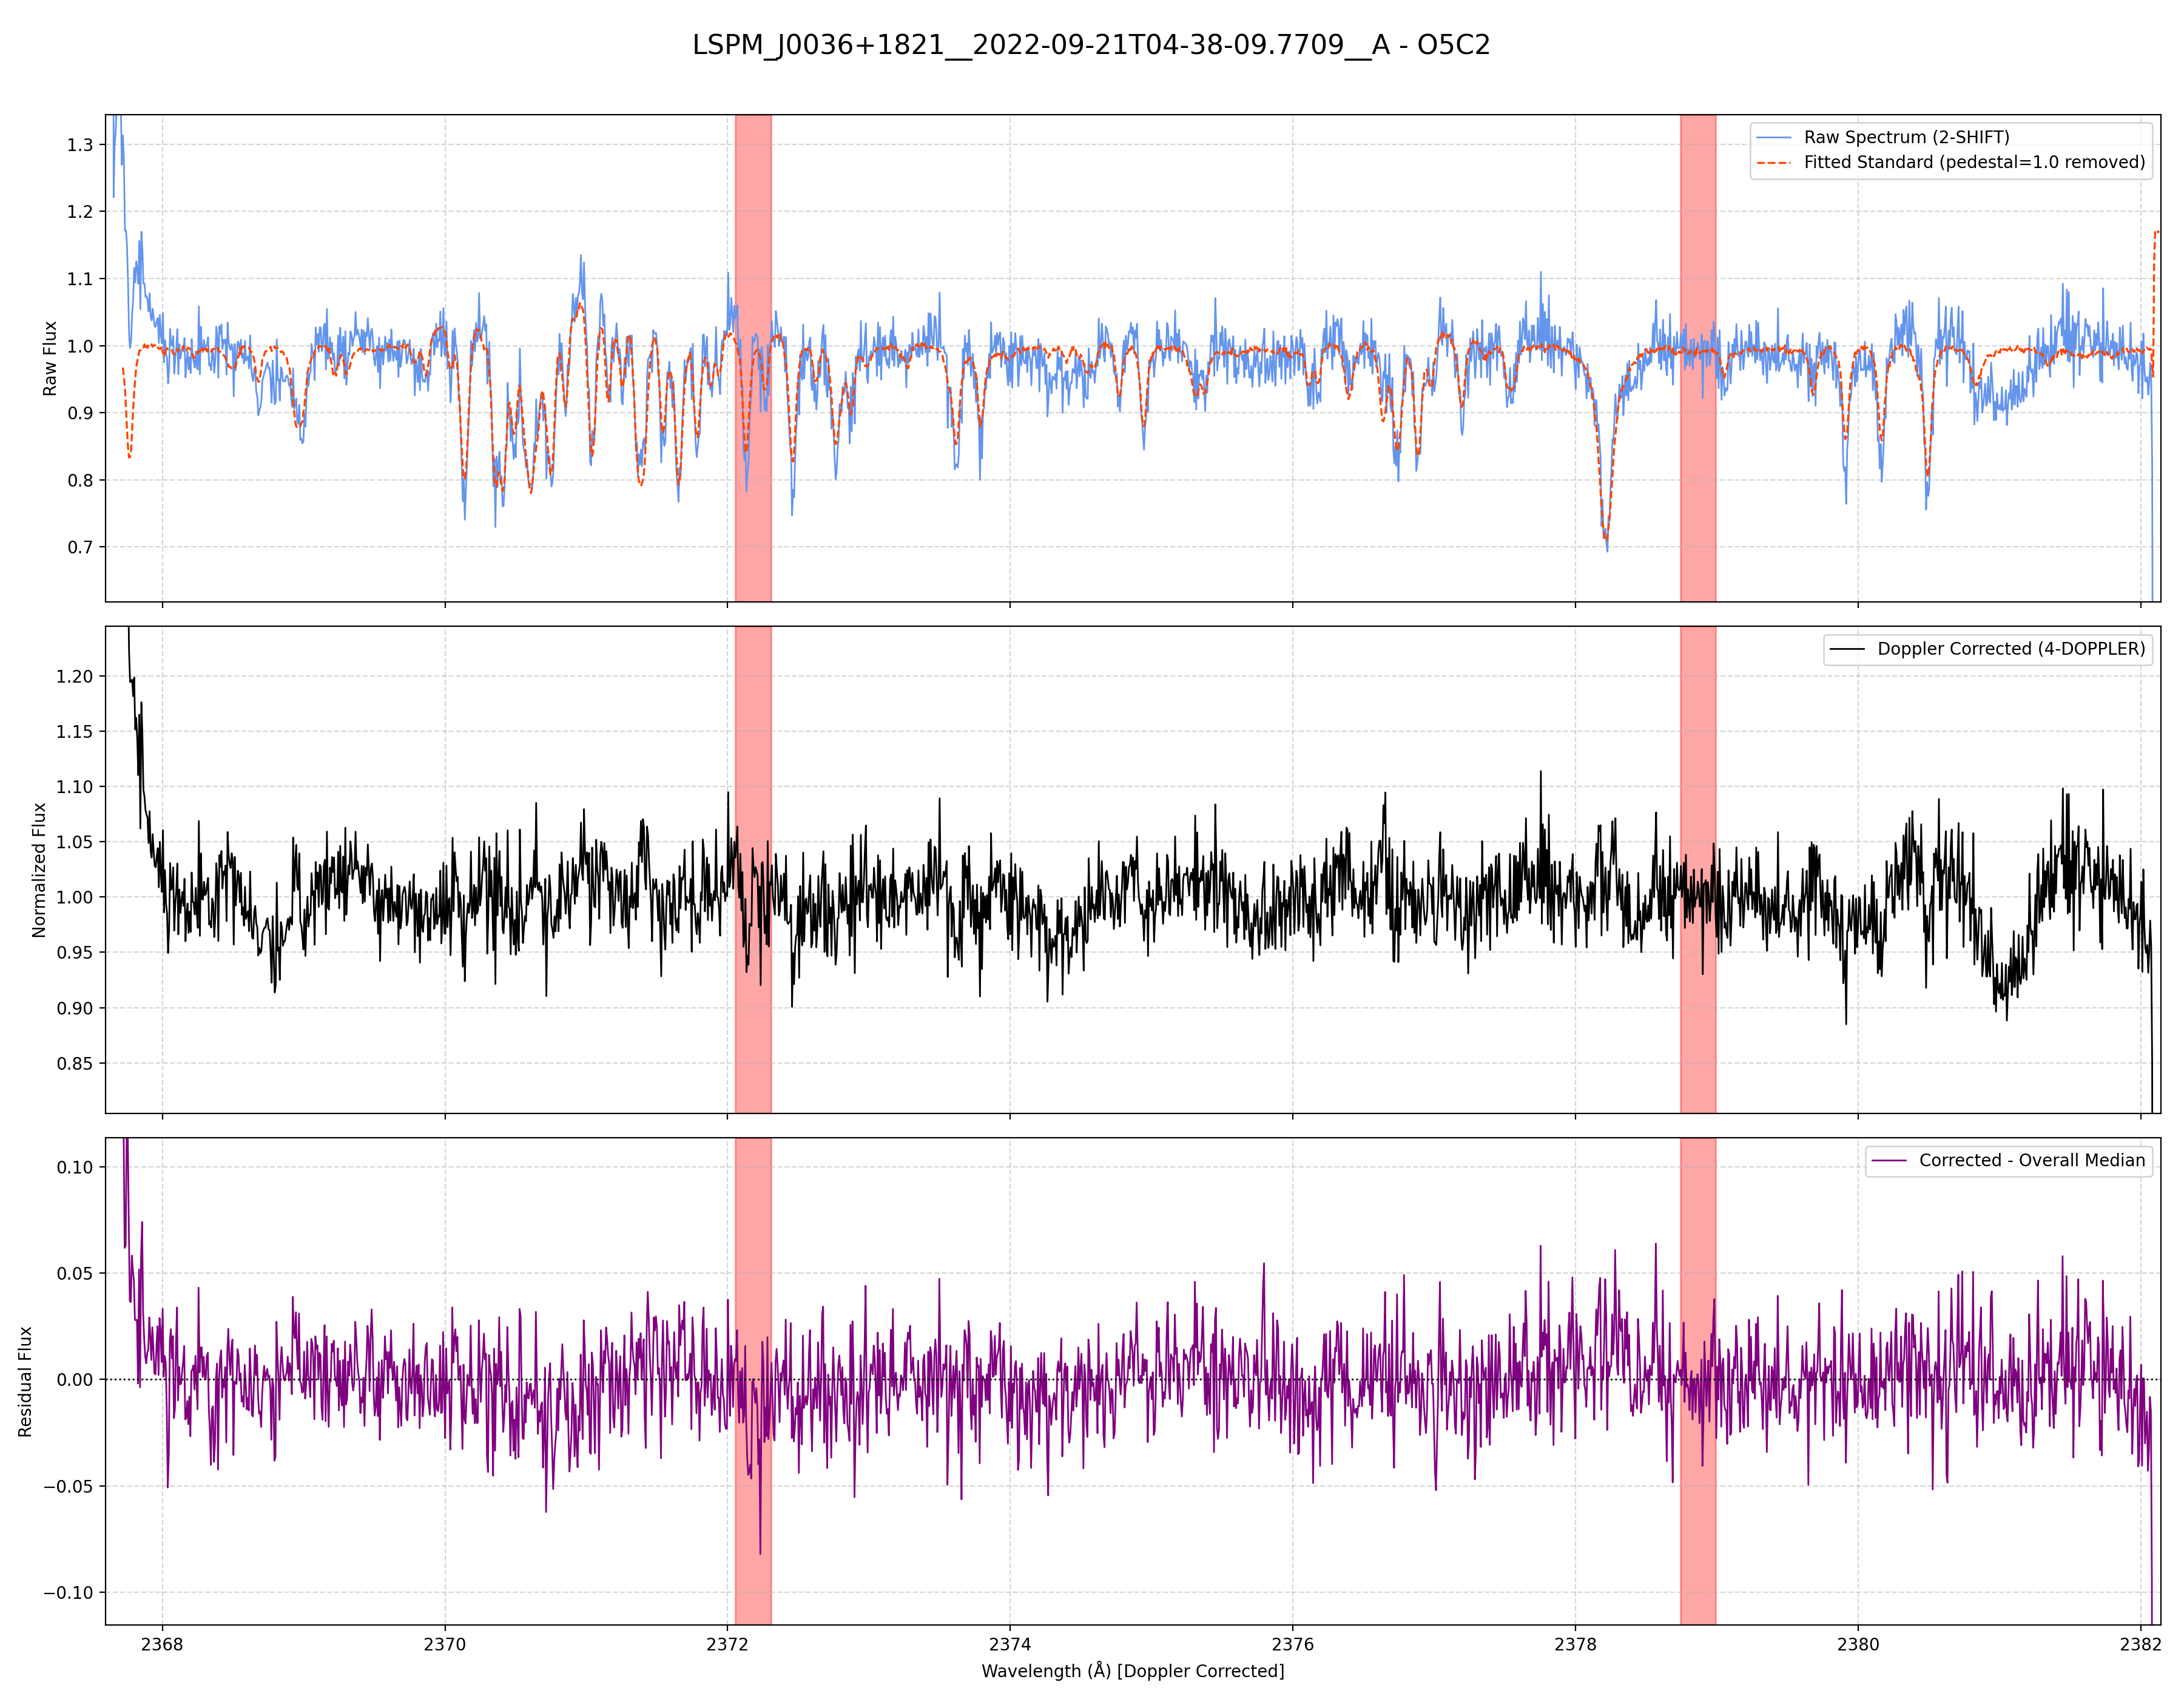 LSPM_J0036+1821__2022-09-21T04-38-09.7709__A - O5C2
Raw Spectrum (2-SHIFT)
Fitted Standard (pedestal=1.0 removed)
Raw Flux
1.3
1.2
1.1
1.0
0.9
0.8
0.7
Doppler Corrected (4-DOPPLER)
Normalized Flux
1.20
1.15
1.10
1.05
1.00
0.95
0.90
0.85
Corrected - Overall Median
Residual Flux
0.10
0.05
0.00
−0.05
−0.10
2368 2370 2372 2374 2376 2378 2380 2382
Wavelength (Å) [Doppler Corrected]